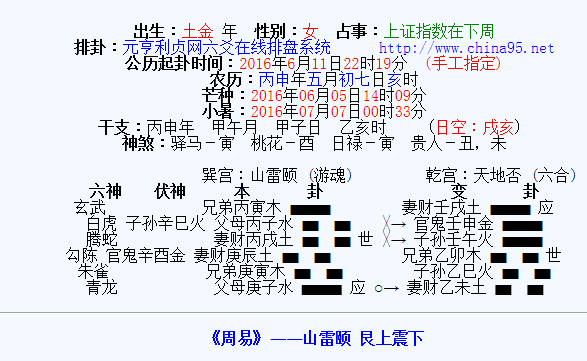 出生：土金 年 性别：女 占事：上证指数在下周
排卦：元亨利贞网六爻在线排盘系统 http://www.china95.net
公历起卦时间：2016年6月11日22时19分 （手工指定）
农历：丙申年五月初七日亥时
芒种：2016年06月05日14时09分
小暑：2016年07月07日00时33分
干支：丙申年 甲午月 甲子日 乙亥时 （日空：戌亥）
神煞：驿马－寅 桃花－酉 日禄－寅 贵人－丑，未
巽宫：山雷颐 (游魂) 乾宫：天地否 (六合)
六神 伏神 本 卦 变 卦
玄武 兄弟丙寅木 妻财壬戌土 应
白虎 子孙辛巳火 父母丙子水 ╳→ 官鬼壬申金
腾蛇 妻财丙戌土 世 ╳→ 子孙壬午火
勾陈 官鬼辛酉金 妻财庚辰土 兄弟乙卯木 世
朱雀 兄弟庚寅木 子孙乙巳火
青龙 父母庚子水 应 ○→ 妻财乙未土
《周易》——山雷颐 艮上震下